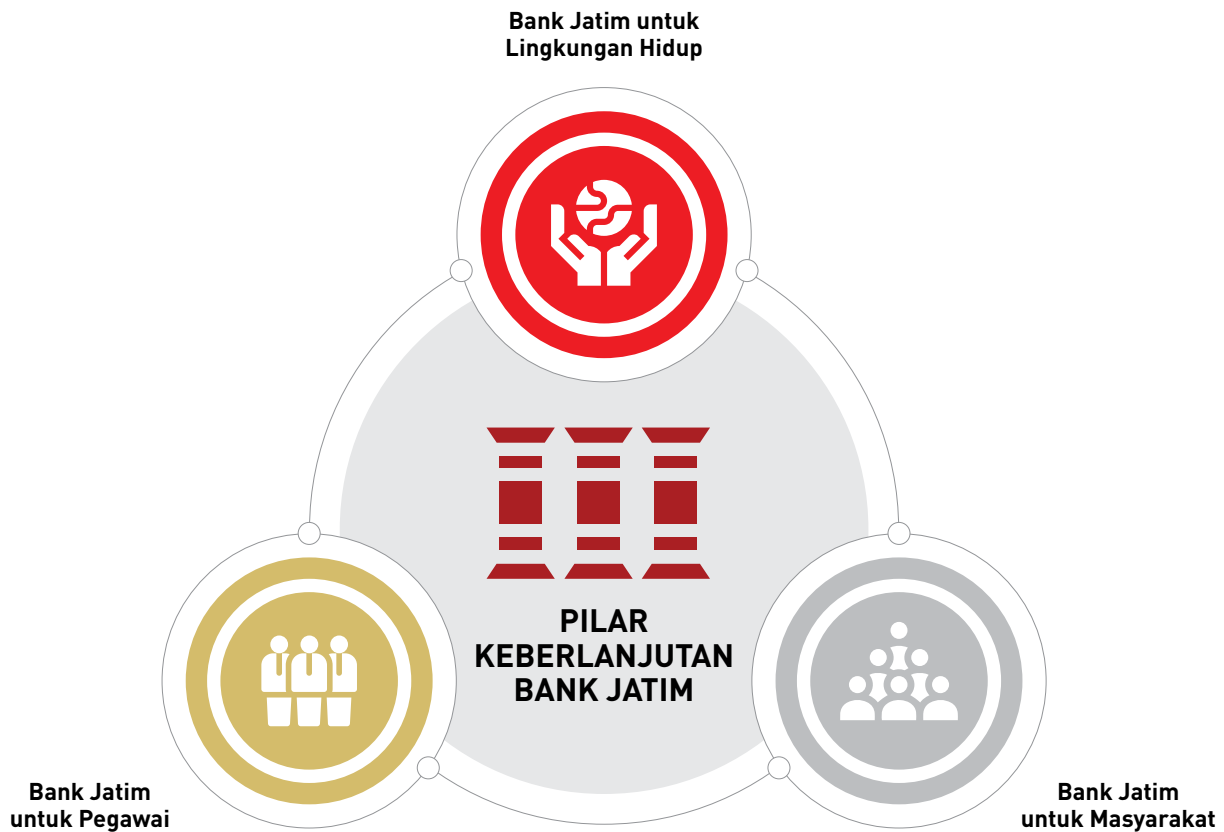 Bank Jatim untuk
Lingkungan Hidup
PILAR
KEBERLANJUTAN
BANK JATIM
Bank Jatim
untuk Pegawai
Bank Jatim
untuk Masyarakat